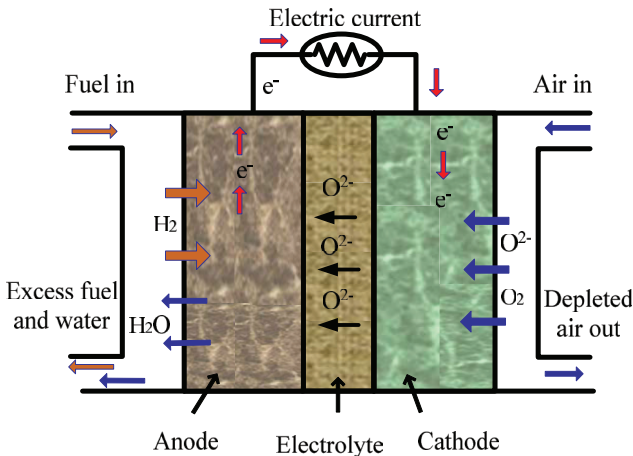 Electric current
e-
Fuel in
Air in
e-
e-
e-
O²⁻
H₂
O²⁻
O²⁻
O²⁻
O₂
Excess fuel
and water
H₂O
Depleted
air out
Anode
Electrolyte
Cathode